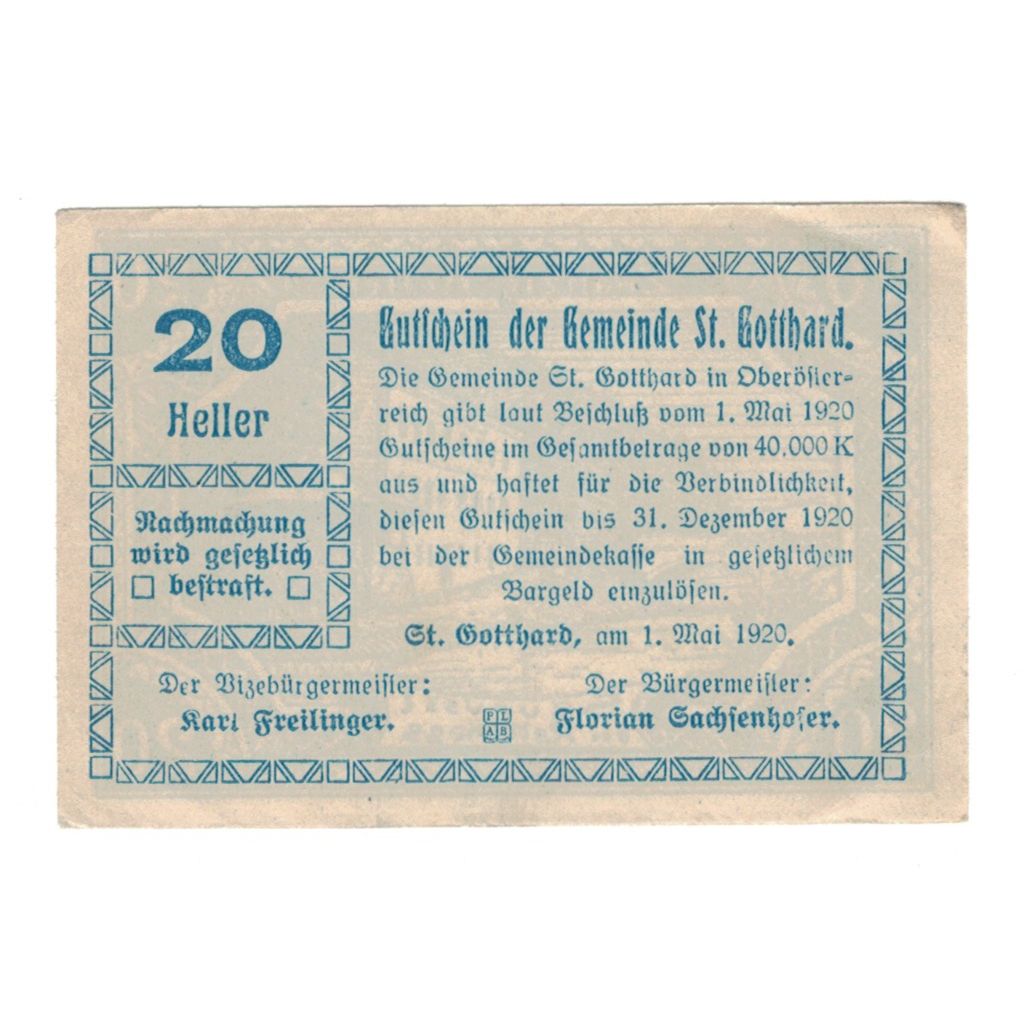 20
Heller
Nachmachung
wird gesetzlich
bestraft.
Gutschein der Gemeinde St. Gotthard.
Die Gemeinde St. Gotthard in Oberöster-
reich gibt laut Beschluß vom 1. Mai 1920
Gutscheine im Gesamtbetrage von 40.000 K
aus und haftet für die Verbindlichkeit,
diesen Gutschein bis 31. Dezember 1920
bei der Gemeindekasse in gesetzlichem
Bargeld einzulösen.
St. Gotthard, am 1. Mai 1920.
Der Vizebürgermeister:
Karl Freilinger.
PL
AB
Der Bürgermeister:
Florian Sachsenhofer.